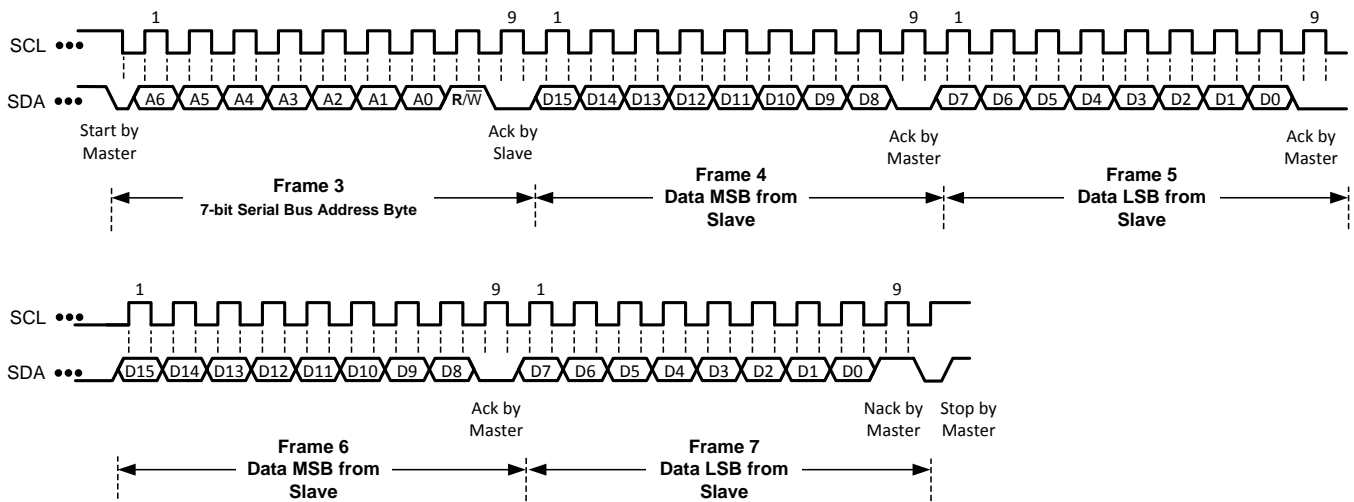 1 9 1 9 1 9
SCL •••
SDA ••• A6 A5 A4 A3 A2 A1 A0 R/W̅ D15 D14 D13 D12 D11 D10 D9 D8 D7 D6 D5 D4 D3 D2 D1 D0
Start by
Master
Ack by
Slave
Ack by
Master
Ack by
Master
Frame 3
7-bit Serial Bus Address Byte
Frame 4
Data MSB from
Slave
Frame 5
Data LSB from
Slave
1 9 1 9
SCL •••
SDA ••• D15 D14 D13 D12 D11 D10 D9 D8 D7 D6 D5 D4 D3 D2 D1 D0
Ack by
Master
Nack by
Master
Stop by
Master
Frame 6
Data MSB from
Slave
Frame 7
Data LSB from
Slave